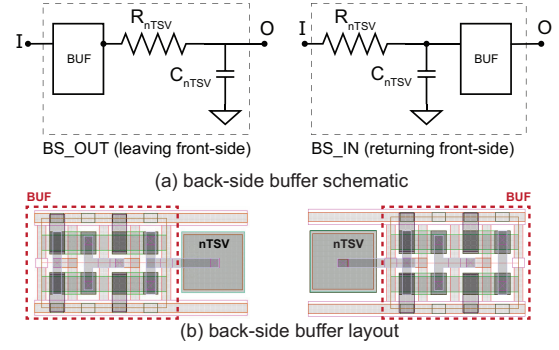 R_nTSV R_nTSV
I BUF O I BUF O
C_nTSV C_nTSV
BS_OUT (leaving front-side) BS_IN (returning front-side)
(a) back-side buffer schematic
BUF BUF
nTSV nTSV
(b) back-side buffer layout